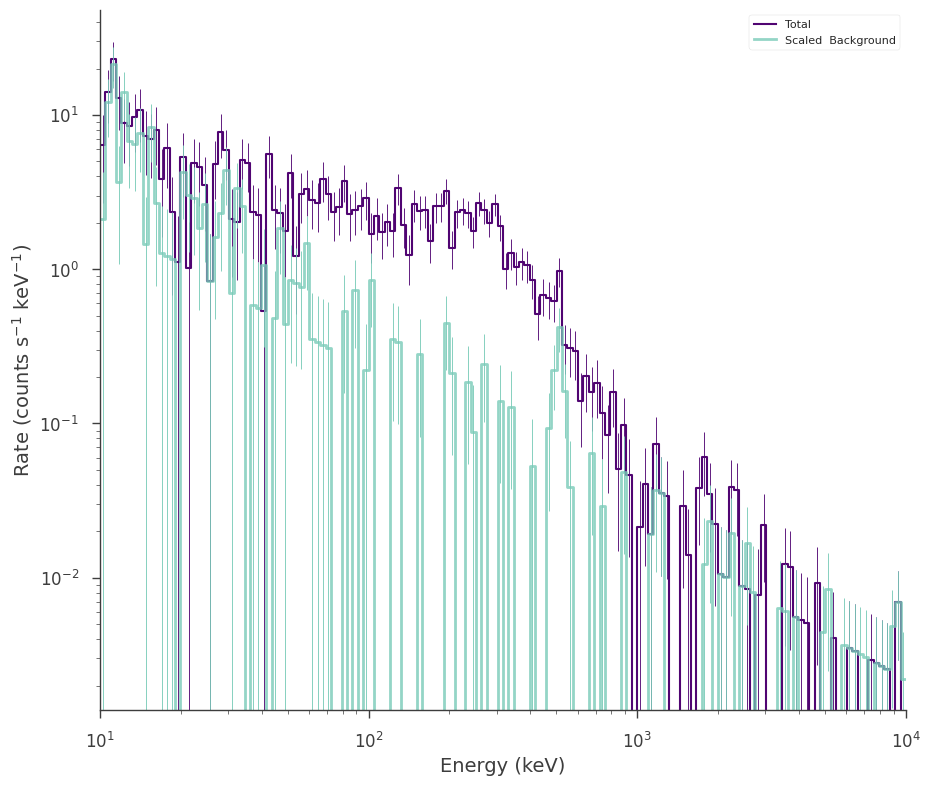 Total
Scaled  Background
10¹
10⁰
10⁻¹
10⁻²
Rate (counts s⁻¹ keV⁻¹)
10¹
10²
10³
10⁴
Energy (keV)